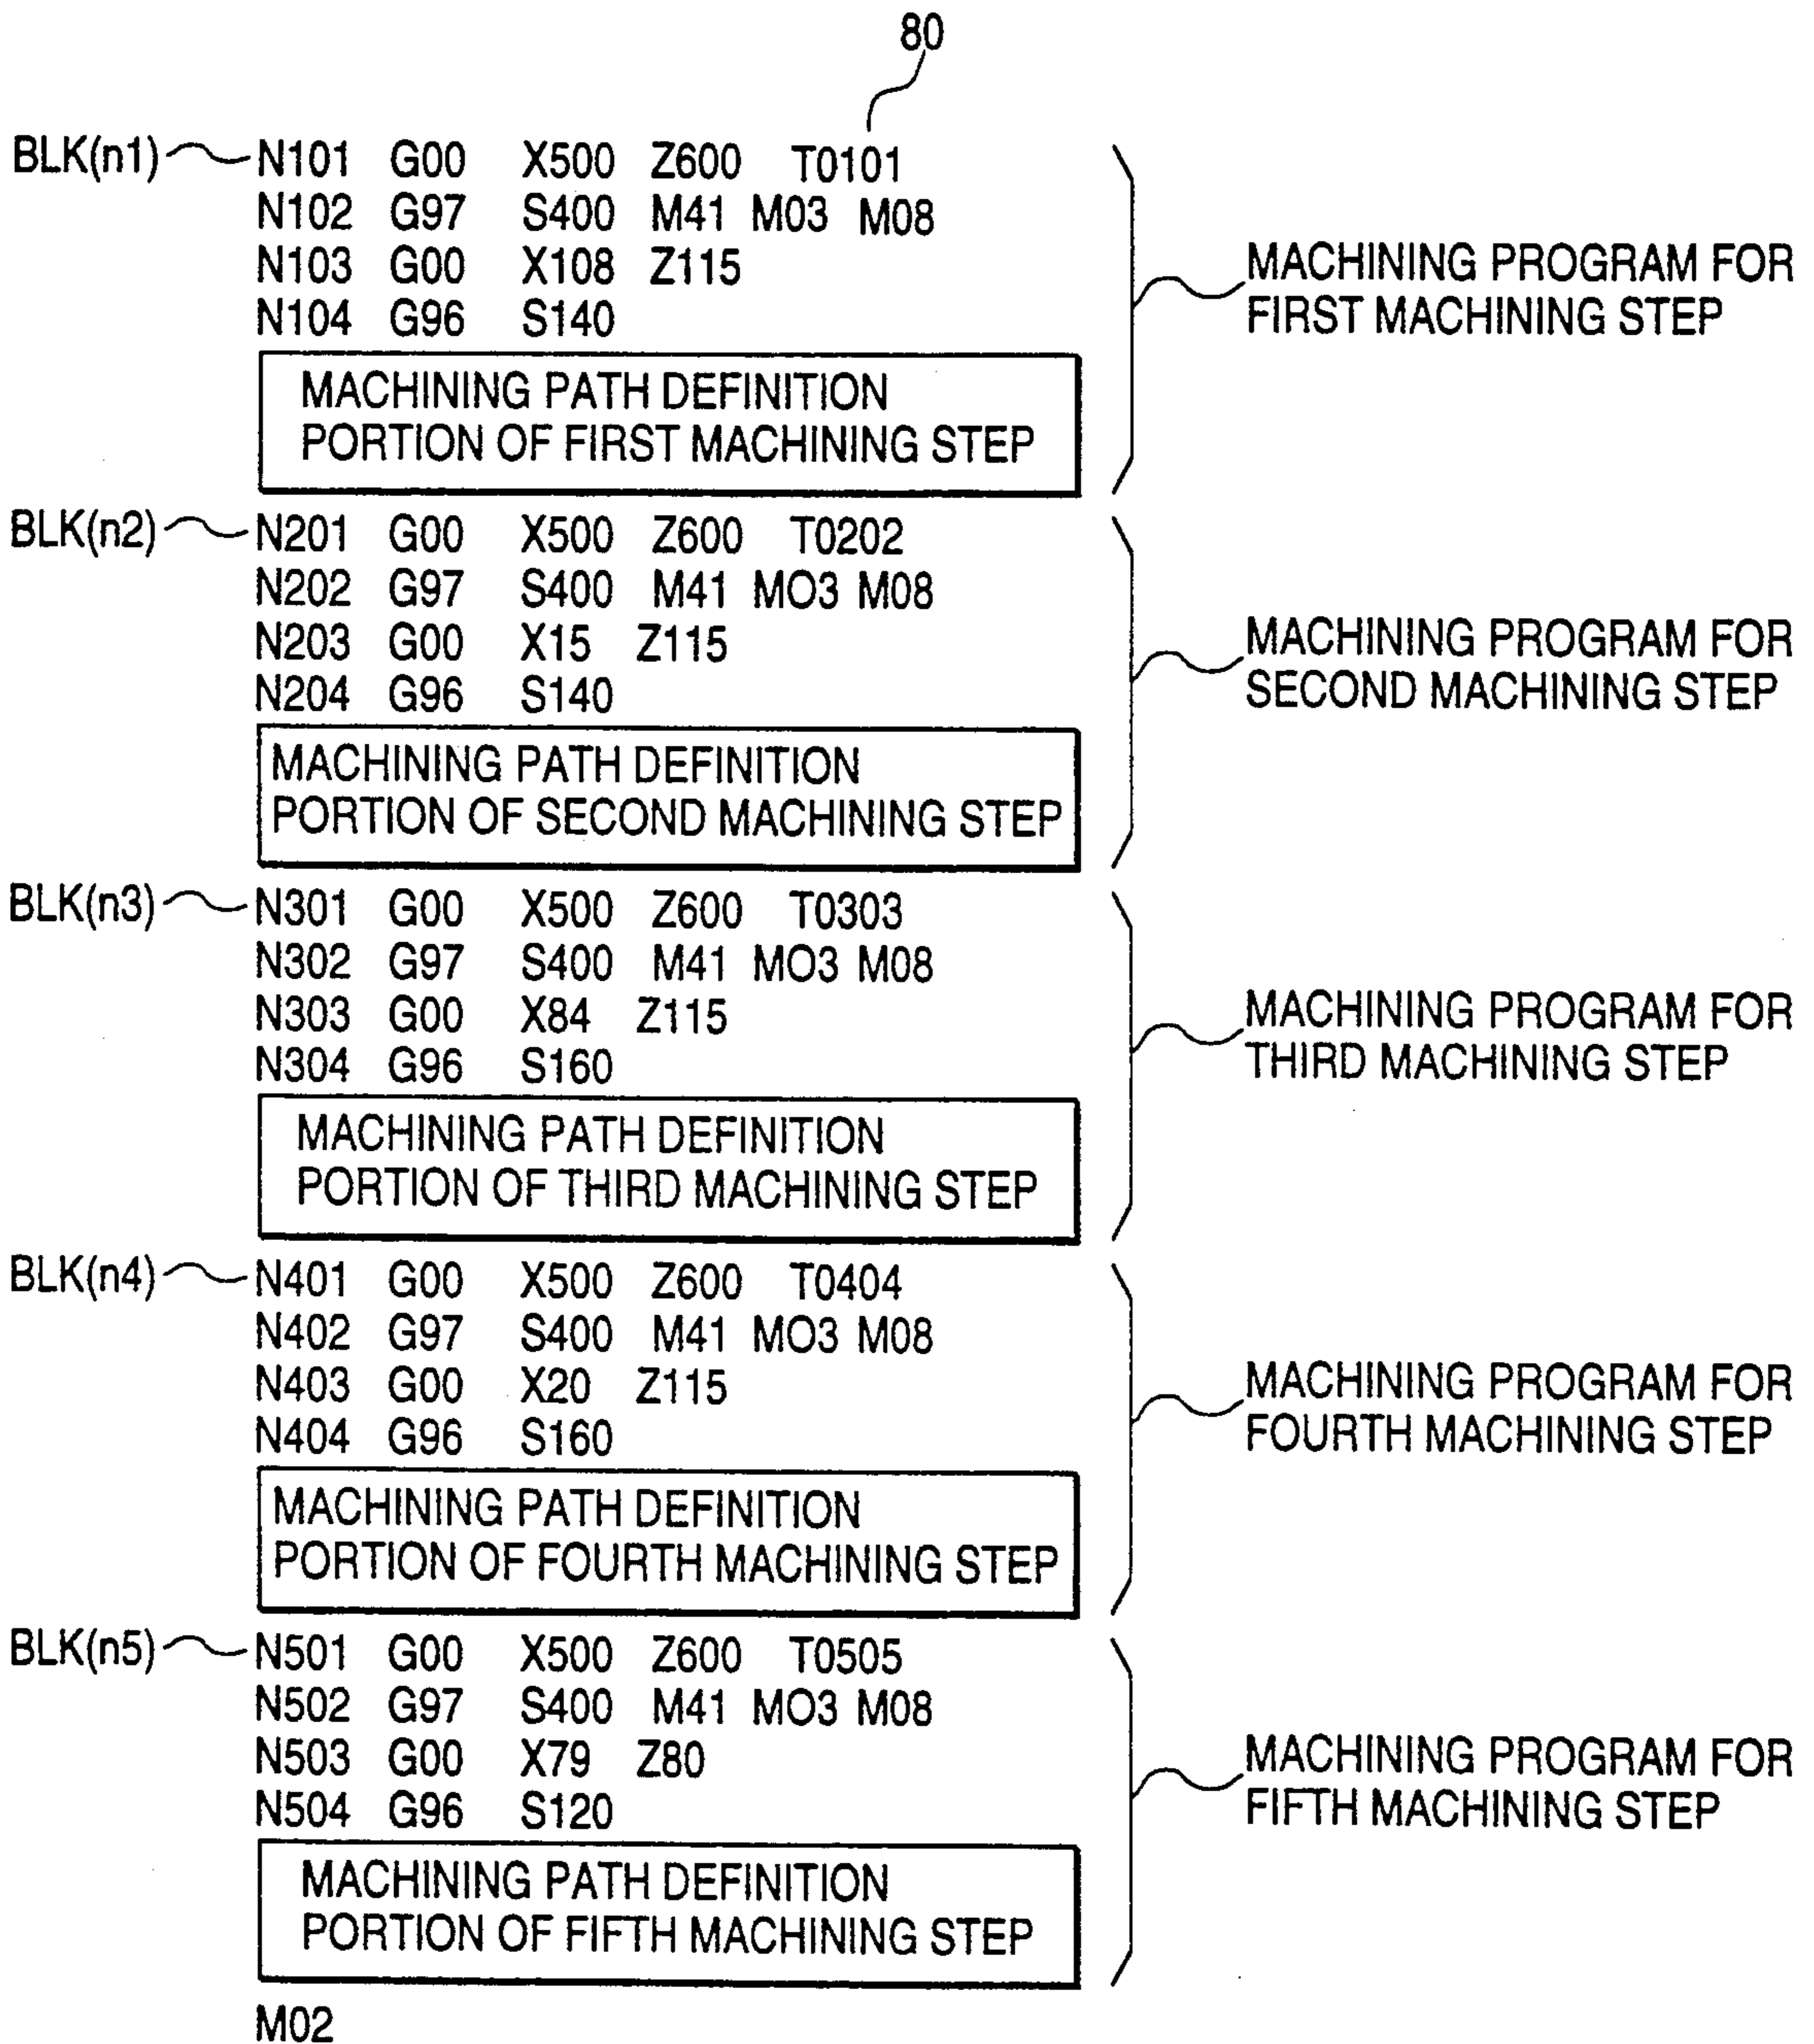 80
BLK(n1) N101 G00 X500 Z600 T0101
N102 G97 S400 M41 M03 M08
N103 G00 X108 Z115
N104 G96 S140
MACHINING PATH DEFINITION
PORTION OF FIRST MACHINING STEP
MACHINING PROGRAM FOR
FIRST MACHINING STEP
BLK(n2) N201 G00 X500 Z600 T0202
N202 G97 S400 M41 MO3 M08
N203 G00 X15 Z115
N204 G96 S140
MACHINING PATH DEFINITION
PORTION OF SECOND MACHINING STEP
MACHINING PROGRAM FOR
SECOND MACHINING STEP
BLK(n3) N301 G00 X500 Z600 T0303
N302 G97 S400 M41 MO3 M08
N303 G00 X84 Z115
N304 G96 S160
MACHINING PATH DEFINITION
PORTION OF THIRD MACHINING STEP
MACHINING PROGRAM FOR
THIRD MACHINING STEP
BLK(n4) N401 G00 X500 Z600 T0404
N402 G97 S400 M41 MO3 M08
N403 G00 X20 Z115
N404 G96 S160
MACHINING PATH DEFINITION
PORTION OF FOURTH MACHINING STEP
MACHINING PROGRAM FOR
FOURTH MACHINING STEP
BLK(n5) N501 G00 X500 Z600 T0505
N502 G97 S400 M41 MO3 M08
N503 G00 X79 Z80
N504 G96 S120
MACHINING PATH DEFINITION
PORTION OF FIFTH MACHINING STEP
MACHINING PROGRAM FOR
FIFTH MACHINING STEP
M02